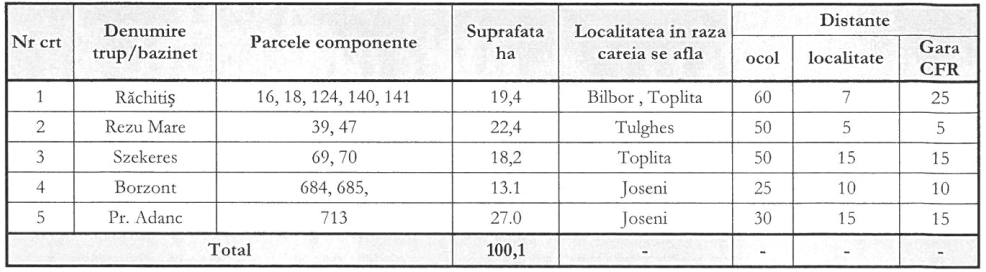 Nr crt Denumire Parcele componente Suprafata Localitatea in raza Distante
trup/bazinet ha careia se afla ocol localitate Gara
CFR
1 Răchitiş 16, 18, 124, 140, 141 19,4 Bilbor , Toplita 60 7 25
2 Rezu Mare 39, 47 22,4 Tulghes 50 5 5
3 Szekeres 69, 70 18,2 Toplita 50 15 15
4 Borzont 684, 685, 13.1 Joseni 25 10 10
5 Pr. Adanc 713 27.0 Joseni 30 15 15
Total 100,1 - - - -